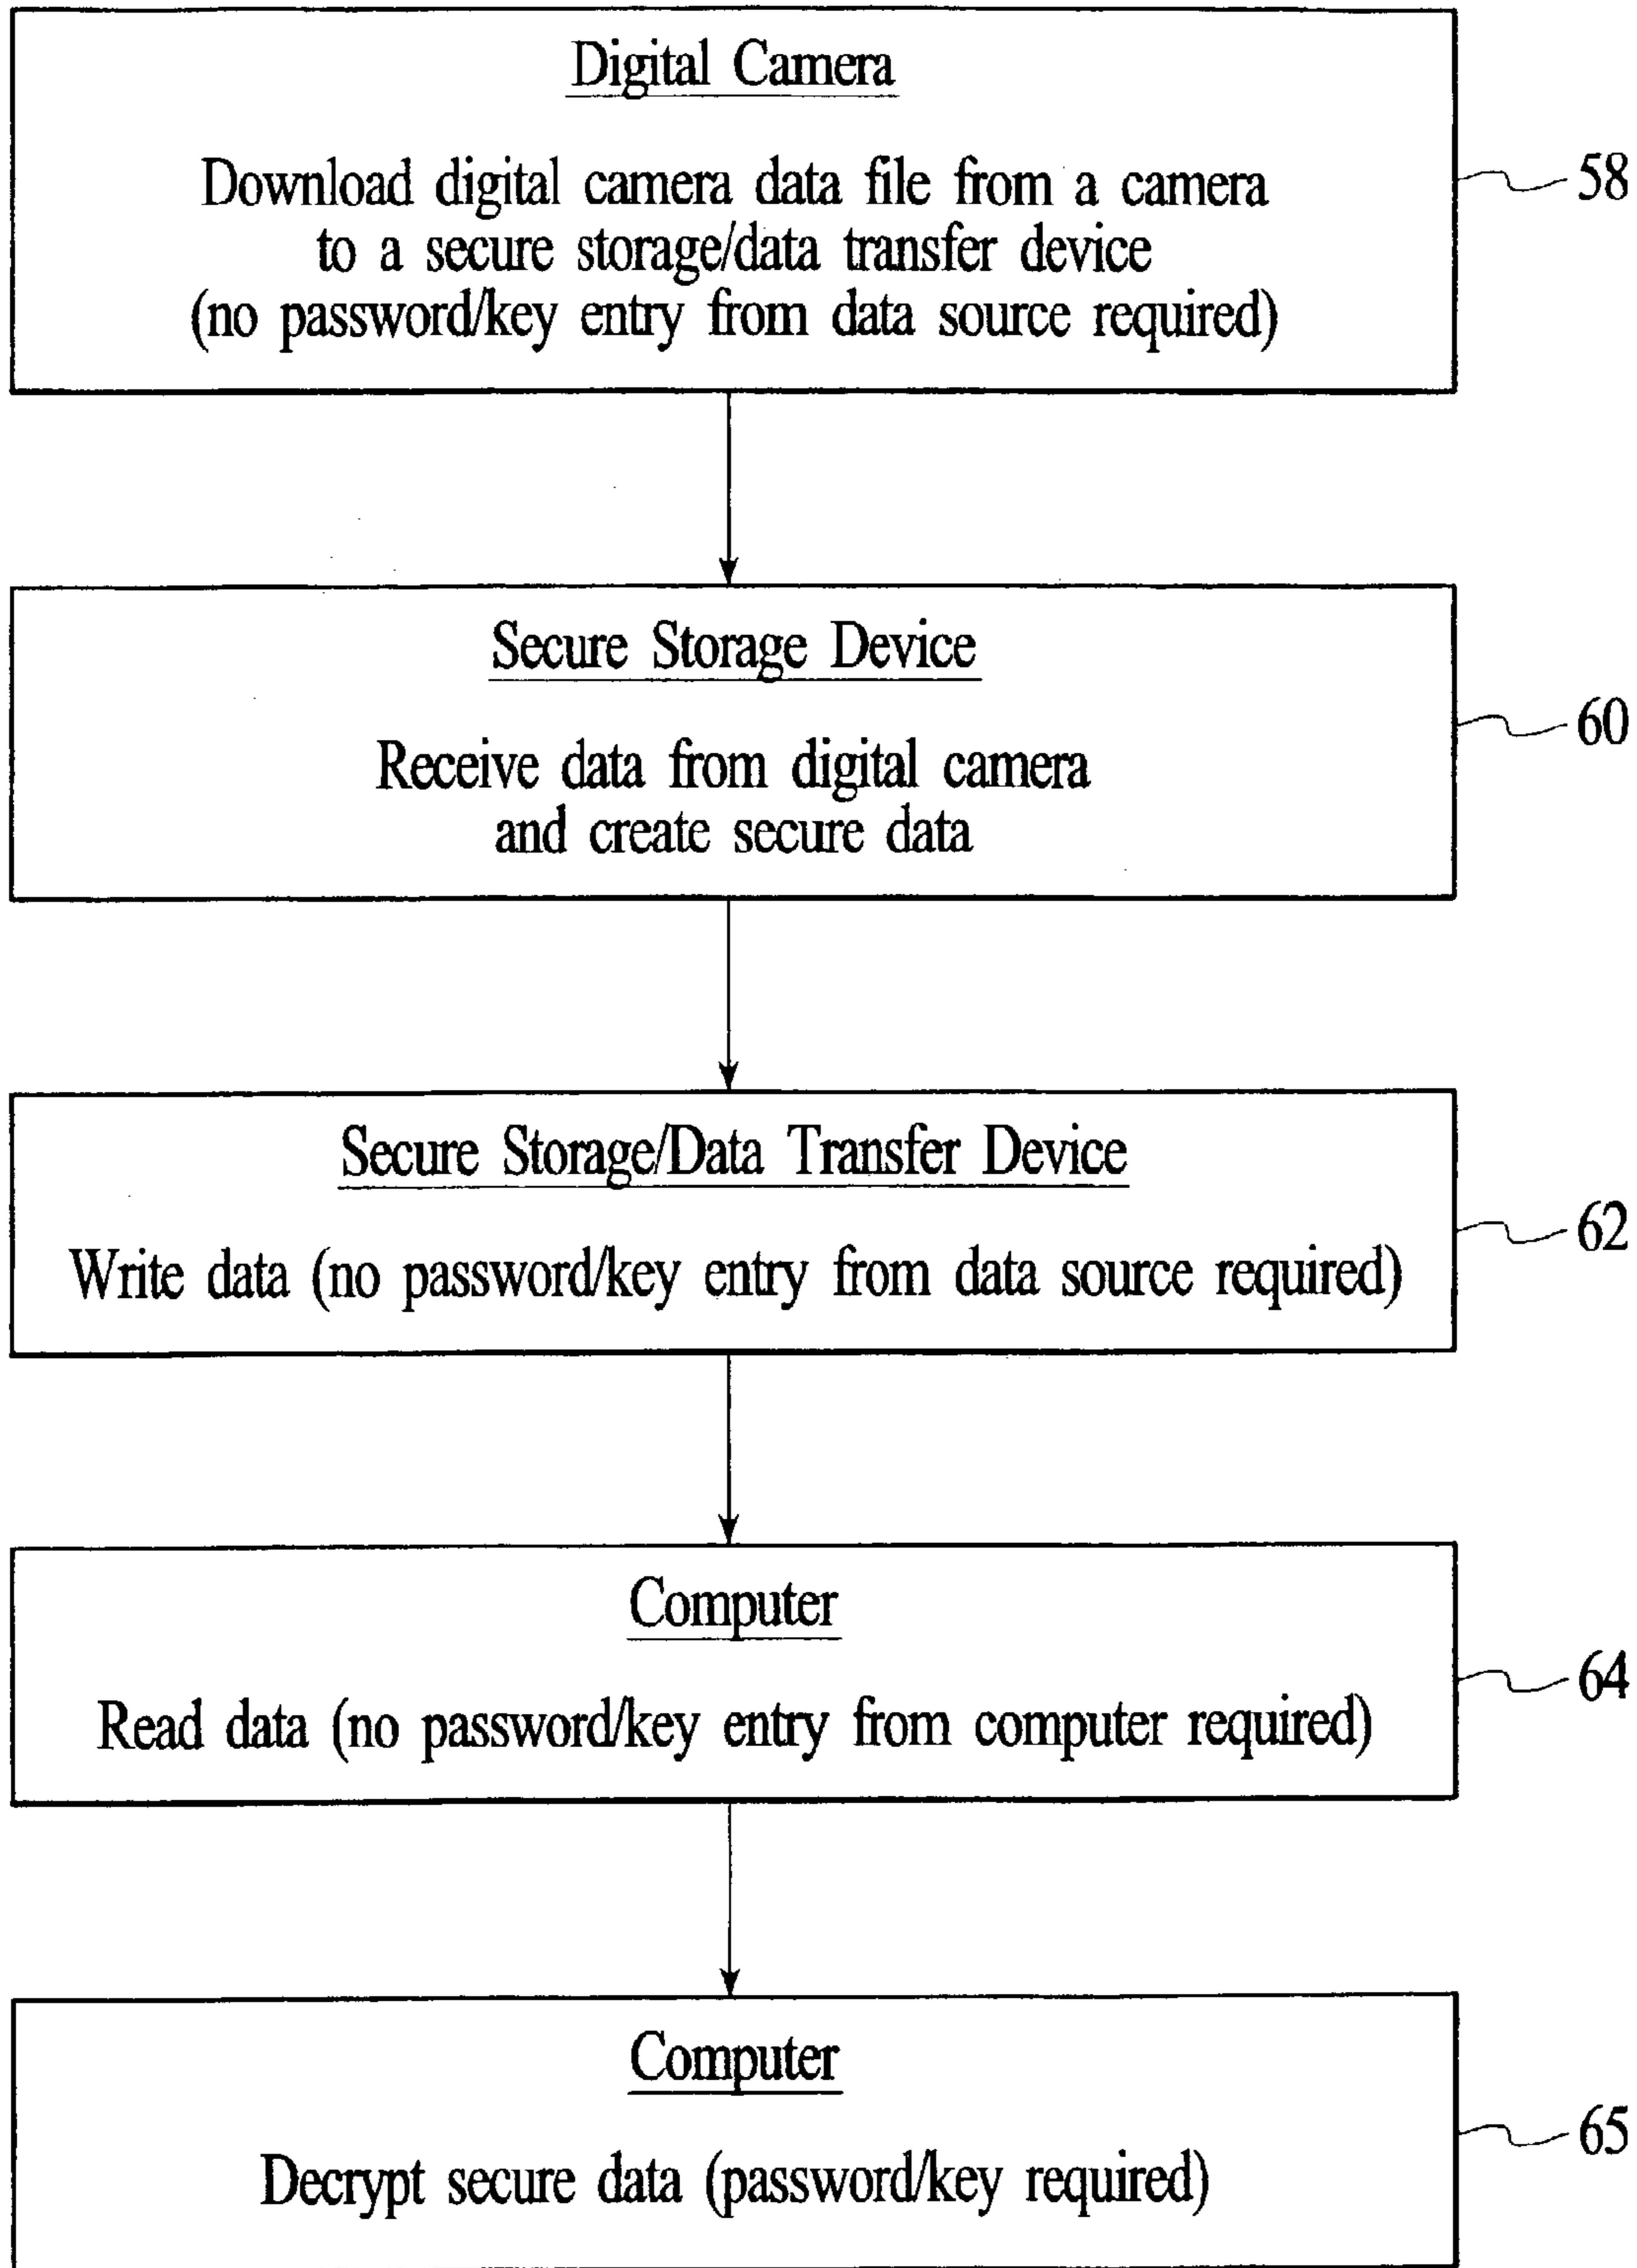 Digital Camera
Download digital camera data file from a camera
to a secure storage/data transfer device
(no password/key entry from data source required)
58
Secure Storage Device
Receive data from digital camera
and create secure data
60
Secure Storage/Data Transfer Device
Write data (no password/key entry from data source required)
62
Computer
Read data (no password/key entry from computer required)
64
Computer
Decrypt secure data (password/key required)
65